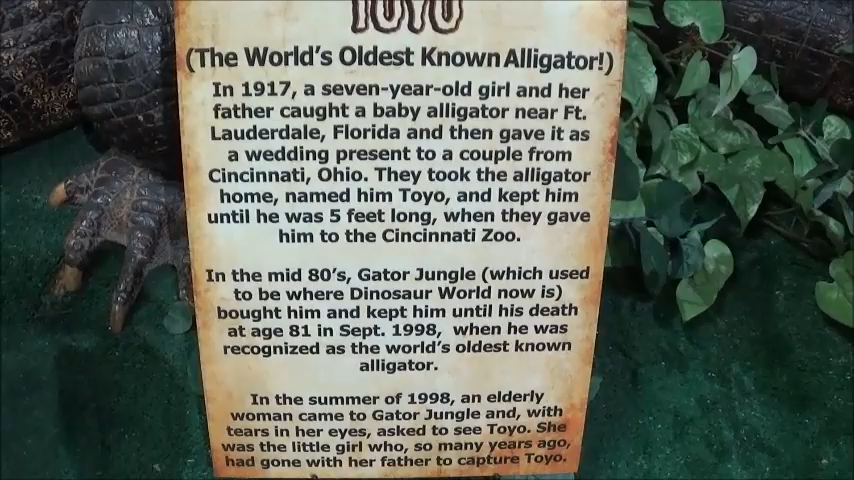 TOYO
(The World's Oldest Known Alligator!)
In 1917, a seven-year-old girl and her
father caught a baby alligator near Ft.
Lauderdale, Florida and then gave it as
a wedding present to a couple from
Cincinnati, Ohio. They took the alligator
home, named him Toyo, and kept him
until he was 5 feet long, when they gave
him to the Cincinnati Zoo.
In the mid 80's, Gator Jungle (which used
to be where Dinosaur World now is)
bought him and kept him until his death
at age 81 in Sept. 1998, when he was
recognized as the world's oldest known
alligator.
In the summer of 1998, an elderly
woman came to Gator Jungle and, with
tears in her eyes, asked to see Toyo. She
was the little girl who, so many years ago,
had gone with her father to capture Toyo.